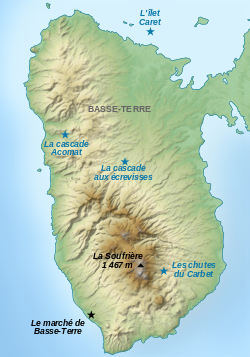 L'îlet
Caret
BASSE-TERRE
La cascade
Acomat
La cascade
aux écrevisses
La Soufrière
1 467 m
Les chutes
du Carbet
Le marché de
Basse-Terre